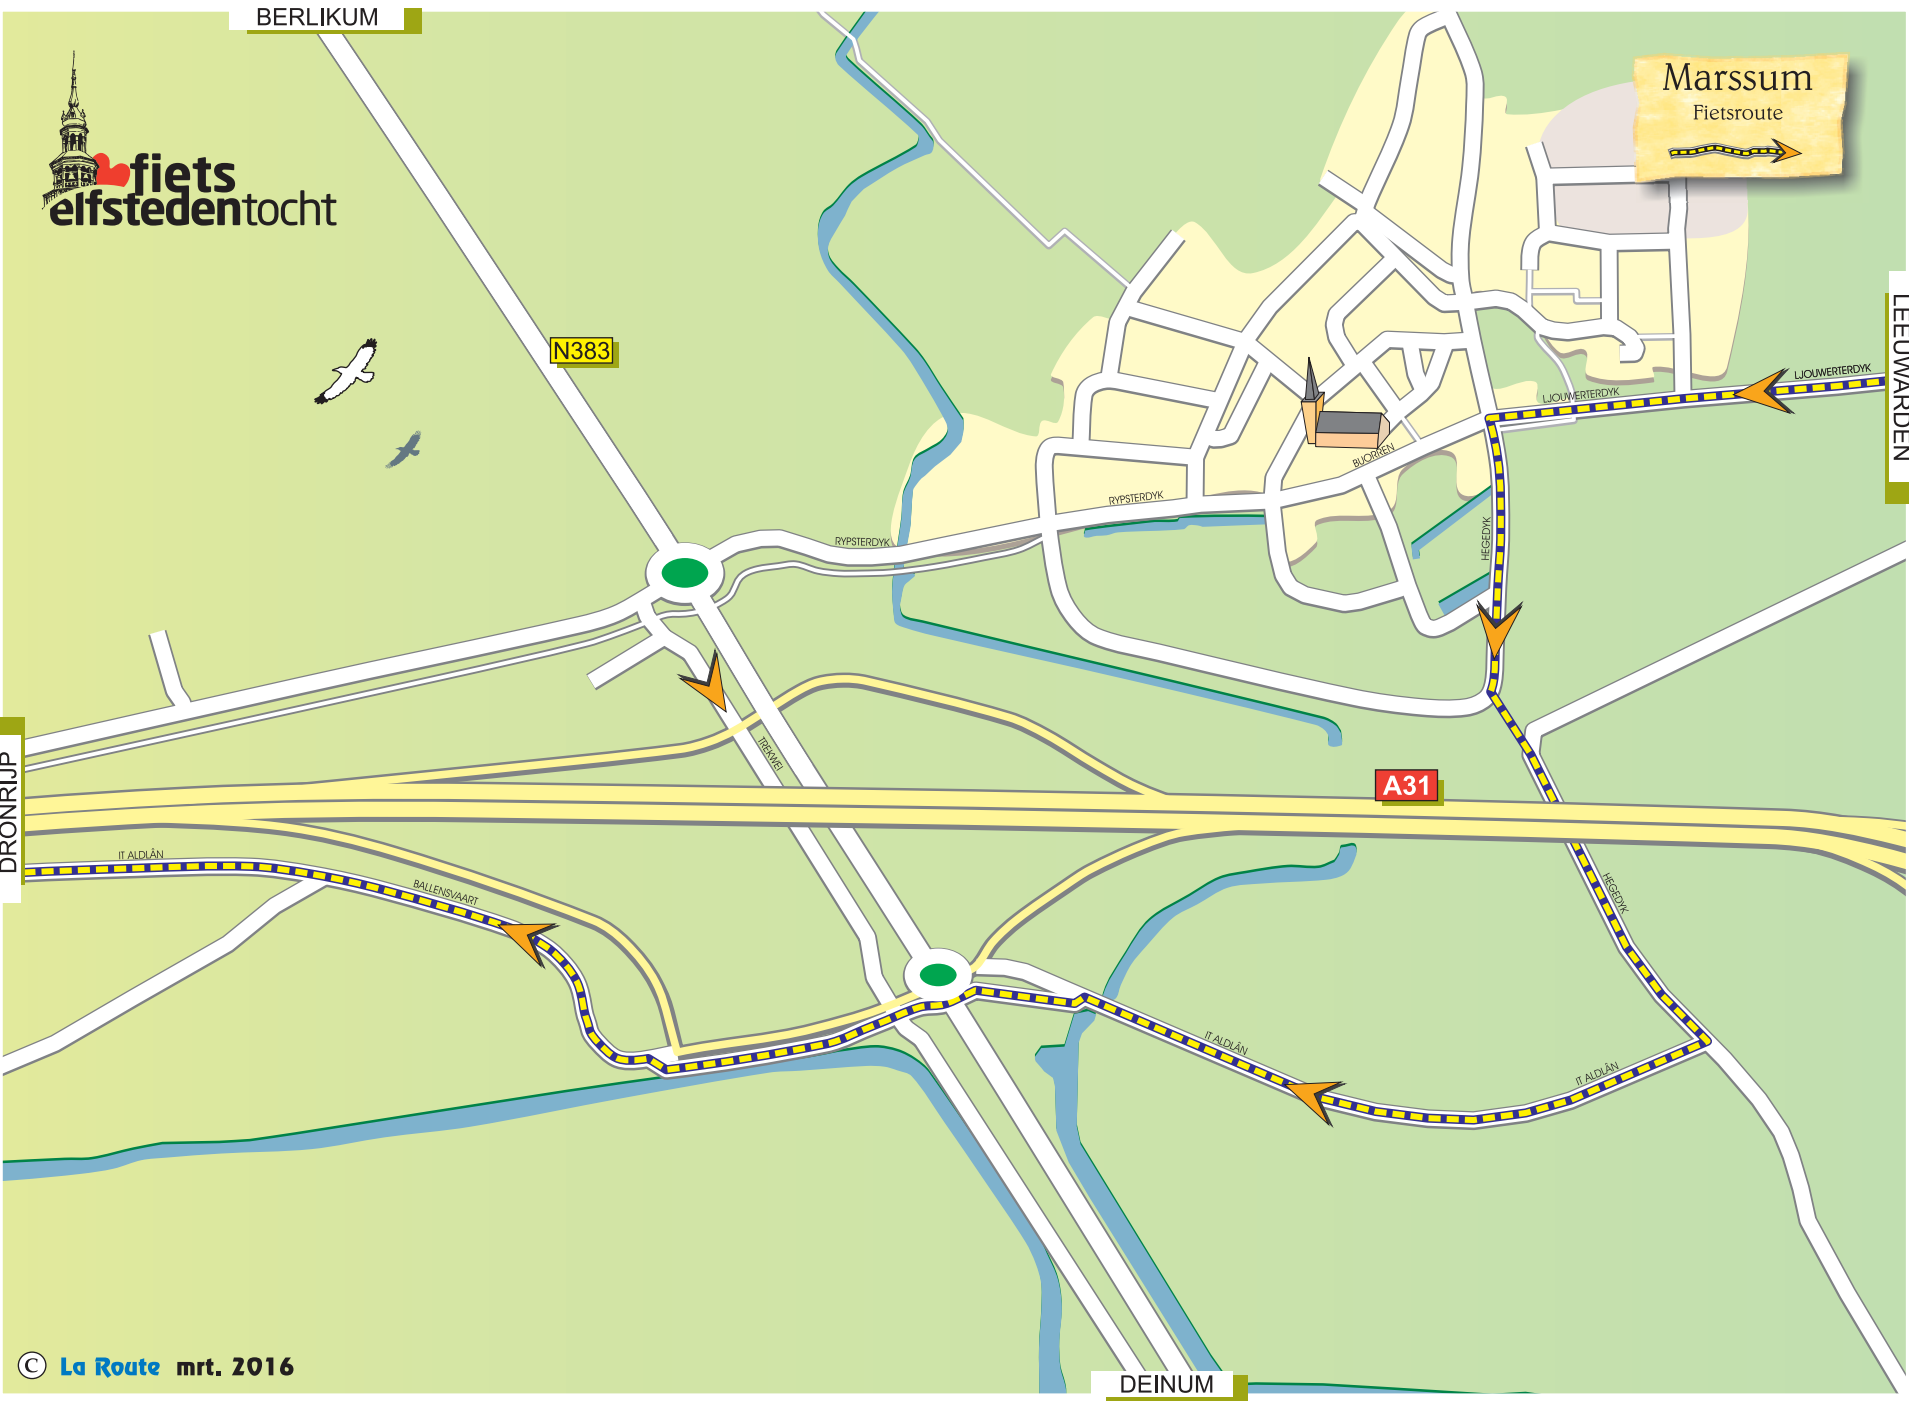 BERLIKUM
Marssum
Fietsroute
fiets
elfstedentocht
LEEUWARDEN
N383
LJOUWERTERDYK
LJOUWERTERDYK
BUORREN
RYPSTERDYK
RYPSTERDYK
HEGEDYK
TREKWEI
A31
DRONRIJP
IT ALDLÂN
BALLENSVAART
HEGEDYK
IT ALDLÂN
IT ALDLÂN
© La Route mrt. 2016
DEINUM